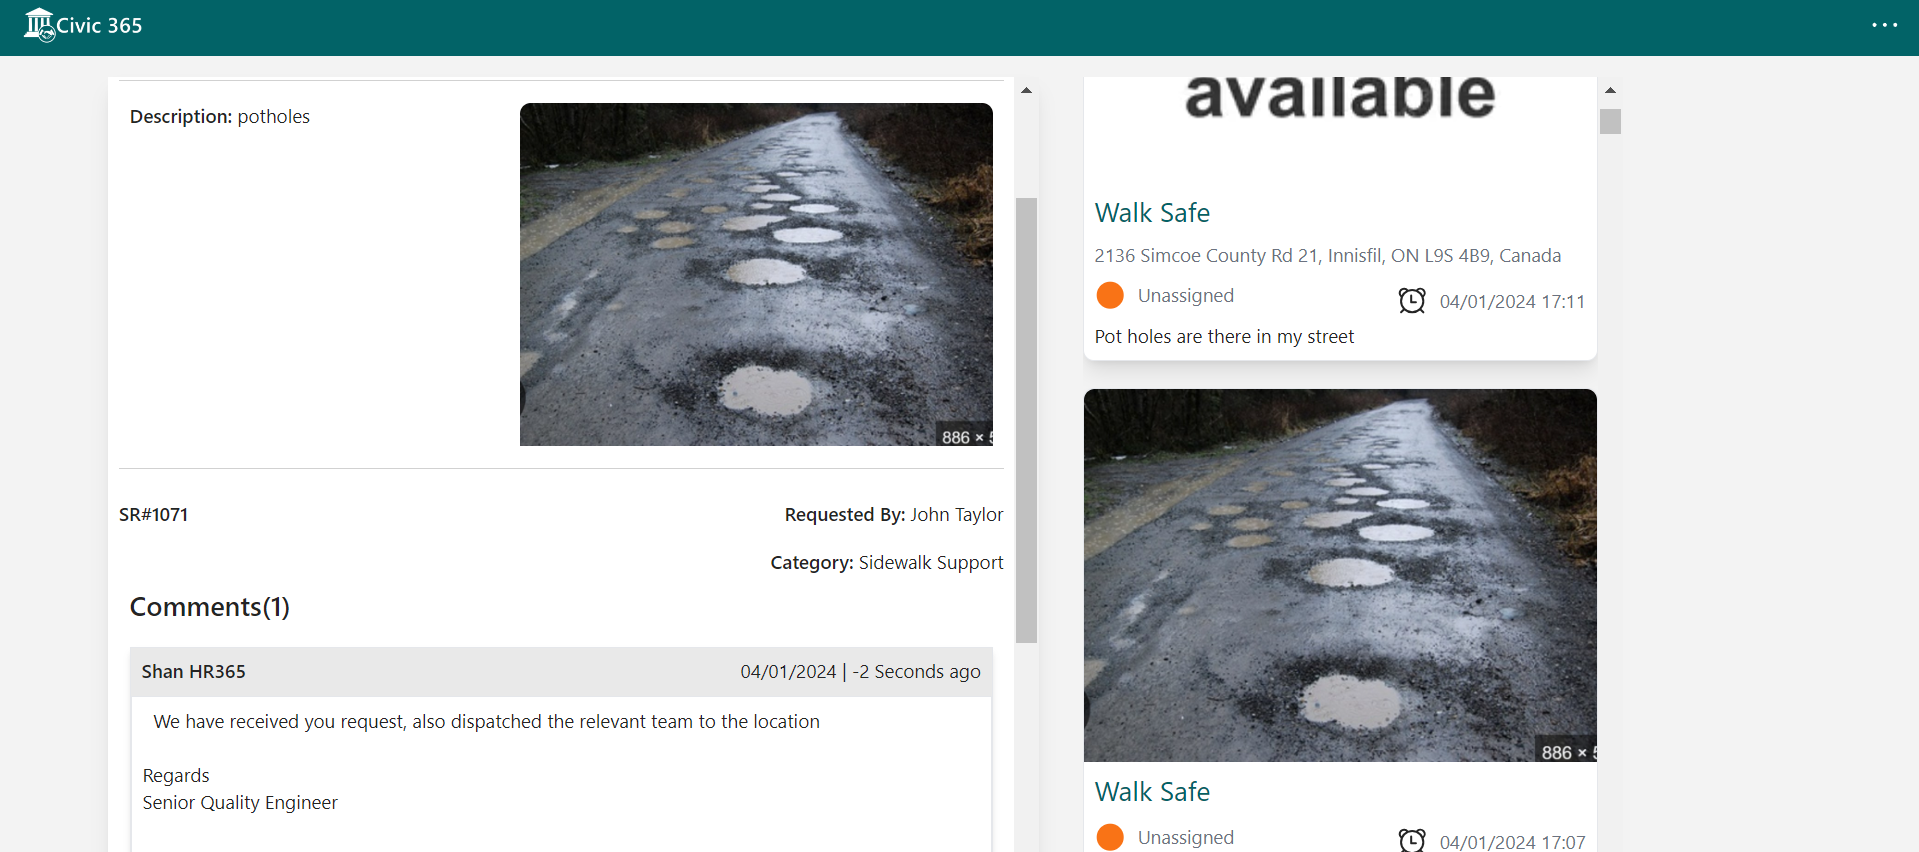 Civic 365
Description: potholes
886 ×
SR#1071
Requested By: John Taylor
Category: Sidewalk Support
Comments(1)
Shan HR365
04/01/2024 | -2 Seconds ago
We have received you request, also dispatched the relevant team to the location
Regards
Senior Quality Engineer
available
Walk Safe
2136 Simcoe County Rd 21, Innisfil, ON L9S 4B9, Canada
Unassigned
04/01/2024 17:11
Pot holes are there in my street
886 ×
Walk Safe
Unassigned
04/01/2024 17:07